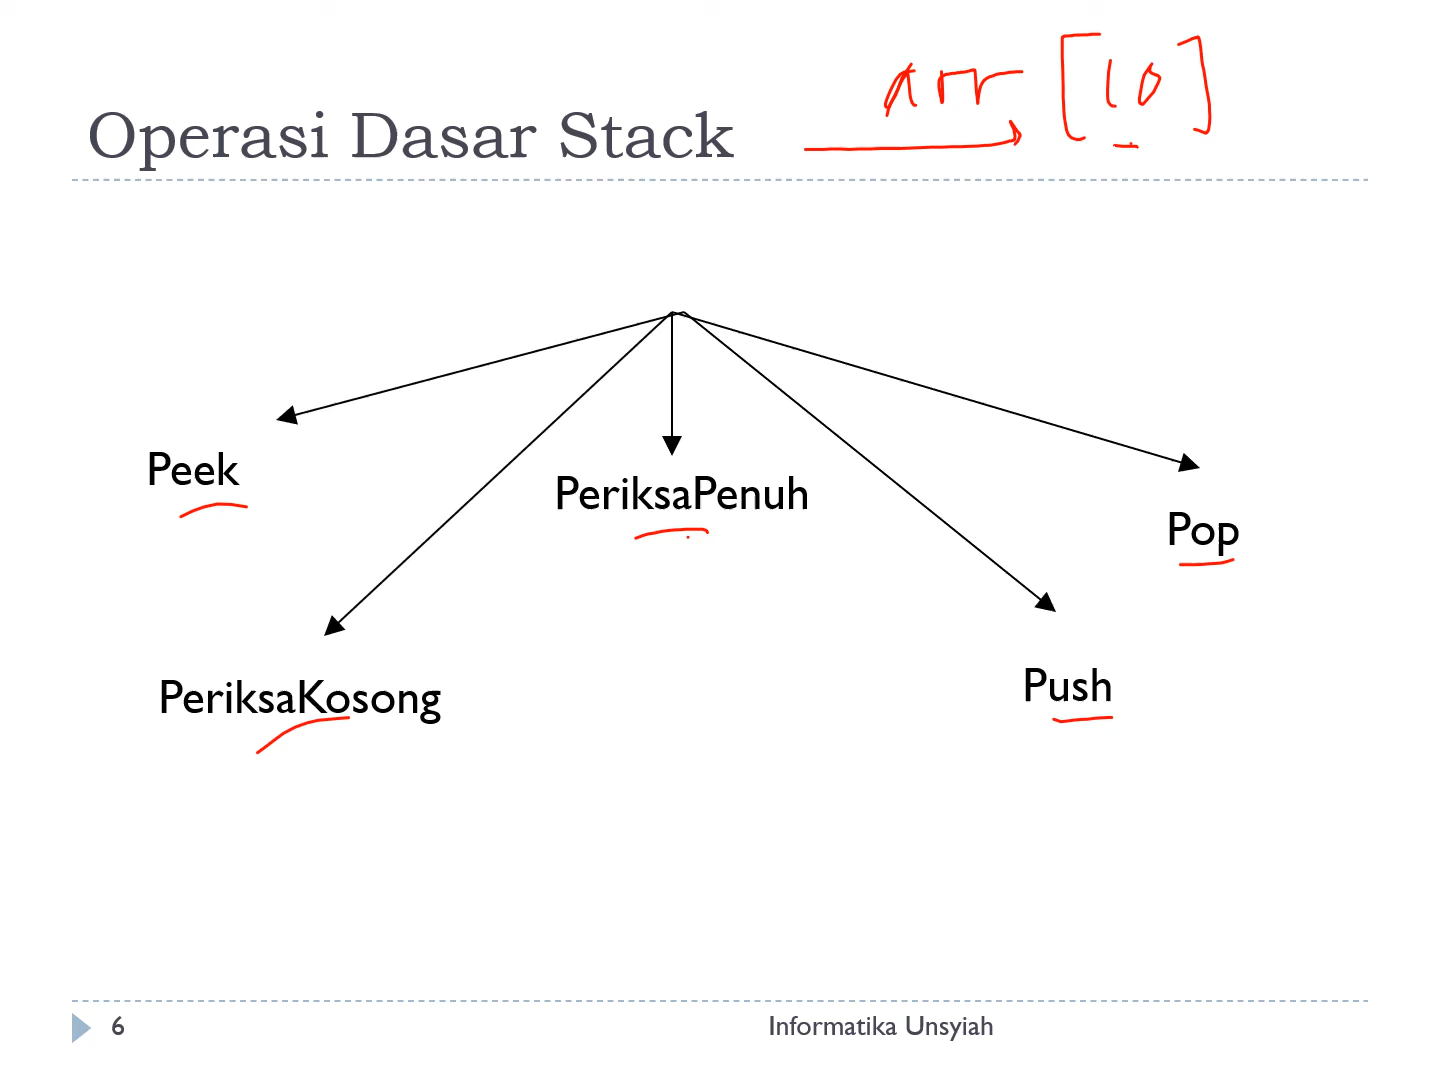 arr [10]
Operasi Dasar Stack
Peek
PeriksaPenuh
Pop
PeriksaKosong
Push
6
Informatika Unsyiah